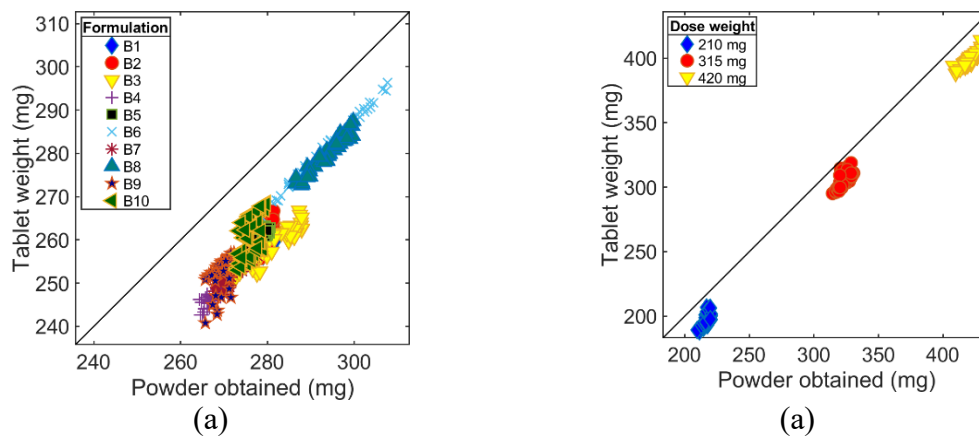 310
300
290
280
270
260
250
240
Tablet weight (mg)
Formulation
B1
B2
B3
B4
B5
B6
B7
B8
B9
B10
240
260
280
300
Powder obtained (mg)
(a)
400
350
300
250
200
Tablet weight (mg)
Dose weight
210 mg
315 mg
420 mg
200
250
300
350
400
Powder obtained (mg)
(a)